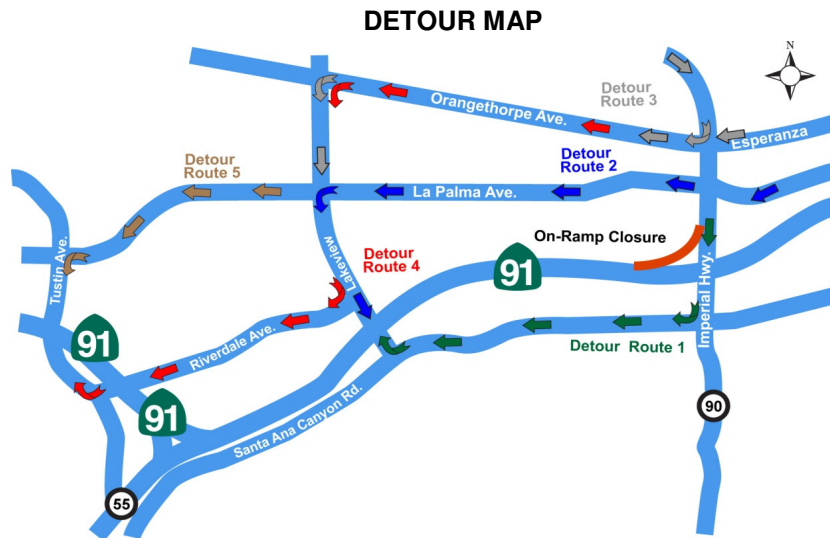 DETOUR MAP
N
Detour
Route 3
Orangethorpe Ave.
Esperanza
Detour
Route 5
Detour
Route 2
La Palma Ave.
On-Ramp Closure
Tustin Ave.
Lakeview
Detour
Route 4
91
Imperial Hwy.
91
Riverdale Ave.
Detour Route 1
91
Santa Ana Canyon Rd.
90
55